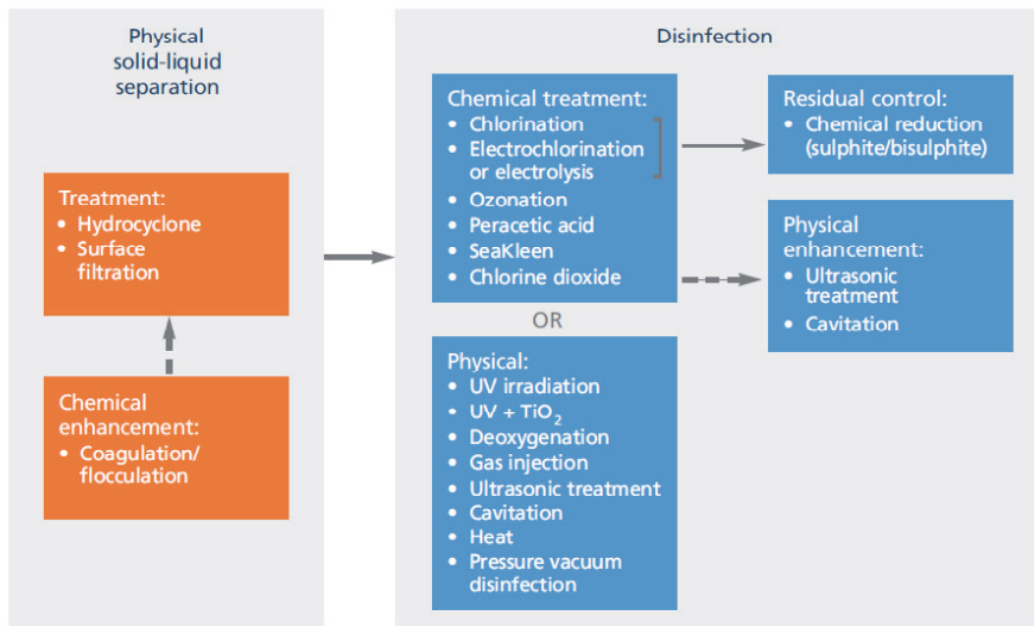 Physical
solid-liquid
separation
Treatment:
• Hydrocyclone
• Surface
filtration
Chemical
enhancement:
• Coagulation/
flocculation
Disinfection
Chemical treatment:
• Chlorination
• Electrochlorination
or electrolysis
• Ozonation
• Peracetic acid
• SeaKleen
• Chlorine dioxide
OR
Physical:
• UV irradiation
• UV + TiO₂
• Deoxygenation
• Gas injection
• Ultrasonic treatment
• Cavitation
• Heat
• Pressure vacuum
disinfection
Residual control:
• Chemical reduction
(sulphite/bisulphite)
Physical
enhancement:
• Ultrasonic
treatment
• Cavitation